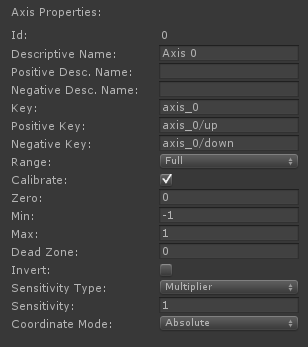 Axis Properties:
Id: 0
Descriptive Name: Axis 0
Positive Desc. Name:
Negative Desc. Name:
Key: axis_0
Positive Key: axis_0/up
Negative Key: axis_0/down
Range: Full
Calibrate:
Zero: 0
Min: -1
Max: 1
Dead Zone: 0
Invert:
Sensitivity Type: Multiplier
Sensitivity: 1
Coordinate Mode: Absolute